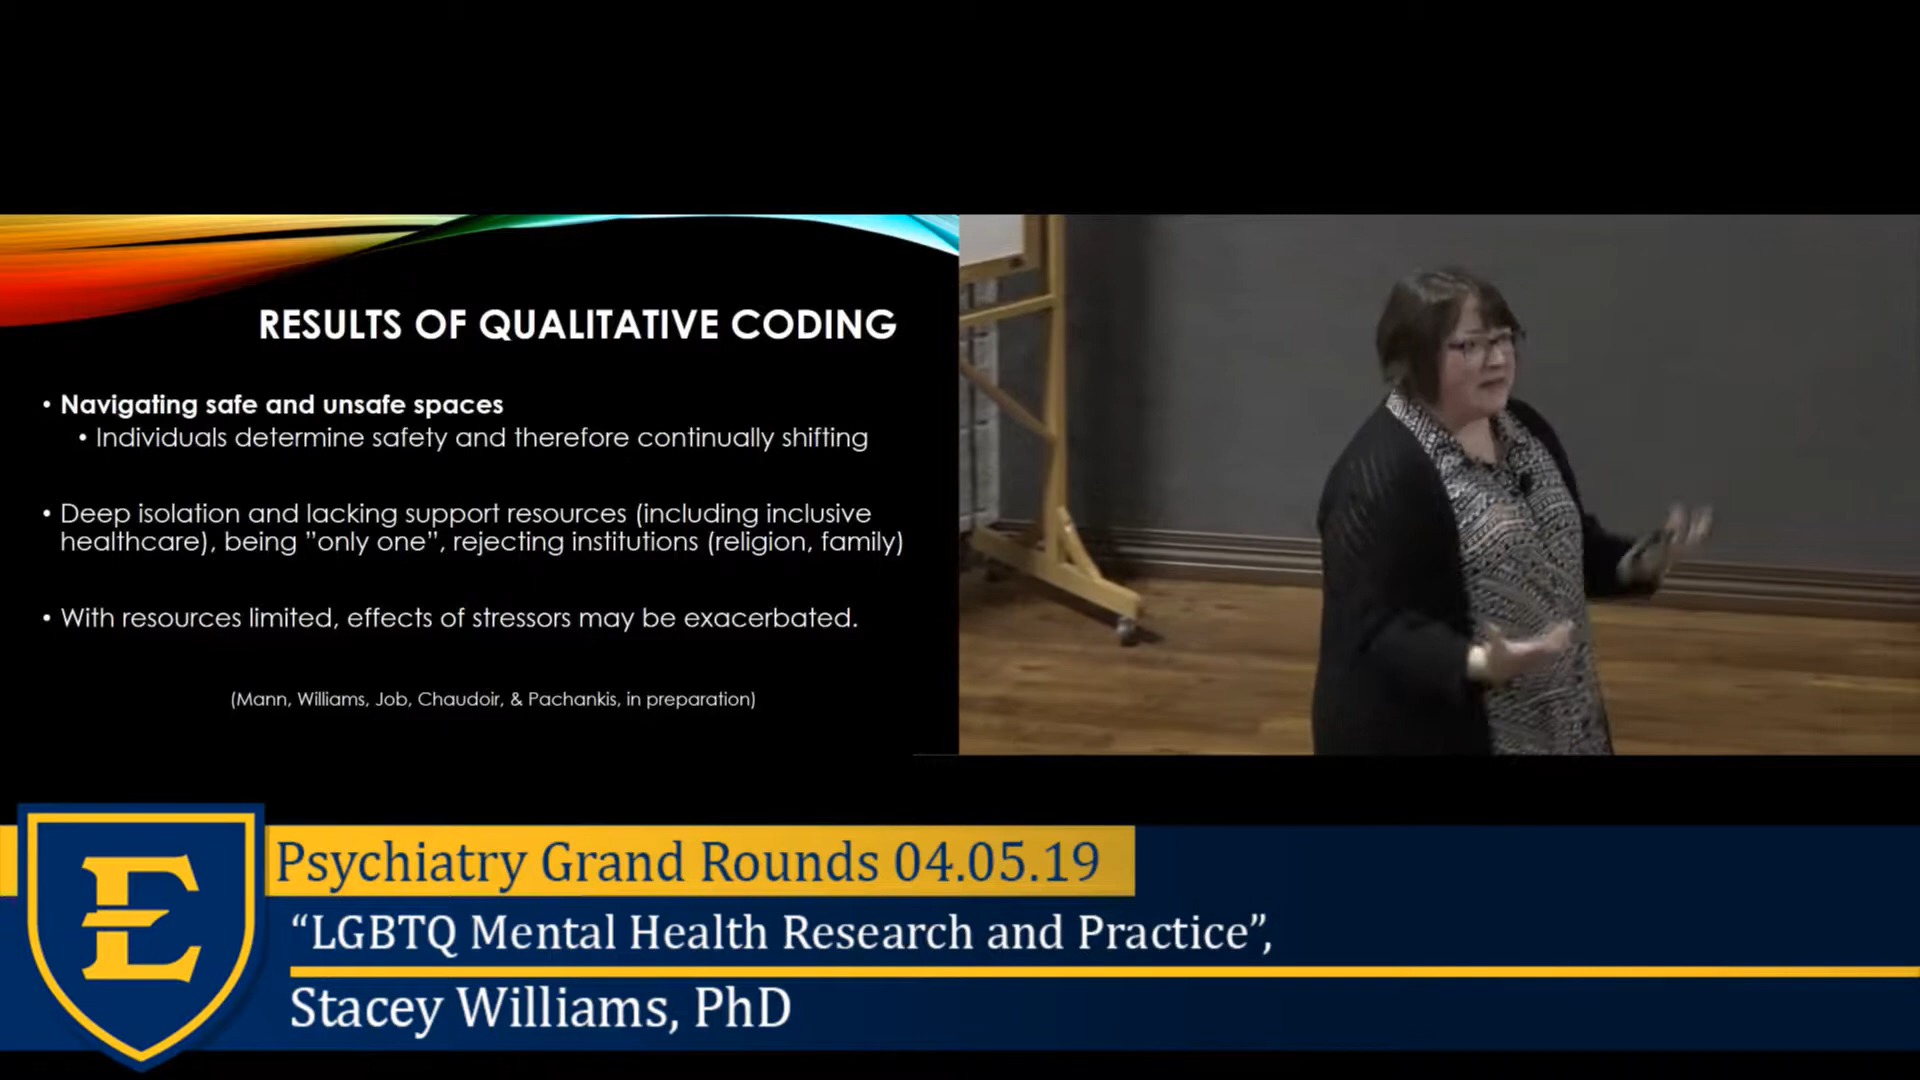 RESULTS OF QUALITATIVE CODING
• Navigating safe and unsafe spaces
• Individuals determine safety and therefore continually shifting
• Deep isolation and lacking support resources (including inclusive
healthcare), being ”only one”, rejecting institutions (religion, family)
• With resources limited, effects of stressors may be exacerbated.
(Mann, Williams, Job, Chaudoir, & Pachankis, in preparation)
E
Psychiatry Grand Rounds 04.05.19
“LGBTQ Mental Health Research and Practice”,
Stacey Williams, PhD